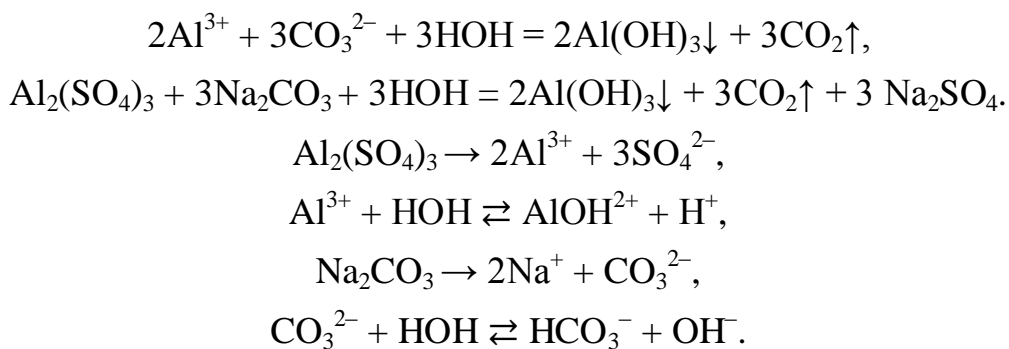 2Al³⁺ + 3CO₃²⁻ + 3HOH = 2Al(OH)₃↓ + 3CO₂↑,
Al₂(SO₄)₃ + 3Na₂CO₃ + 3HOH = 2Al(OH)₃↓ + 3CO₂↑ + 3 Na₂SO₄.
Al₂(SO₄)₃ → 2Al³⁺ + 3SO₄²⁻,
Al³⁺ + HOH ⇄ AlOH²⁺ + H⁺,
Na₂CO₃ → 2Na⁺ + CO₃²⁻,
CO₃²⁻ + HOH ⇄ HCO₃⁻ + OH⁻.